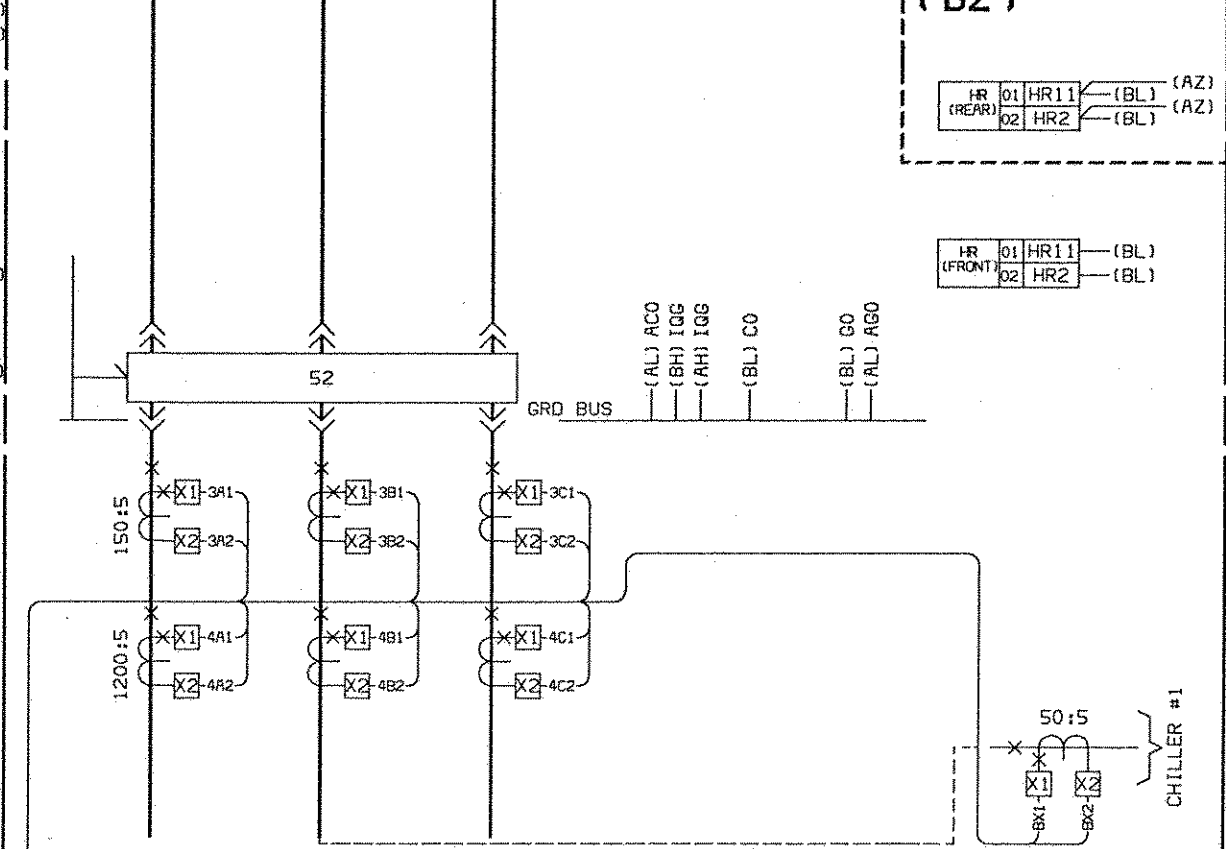 (B2)
HR (REAR) 01 HR11 (BL) (AZ)
02 HR2 (BL) (AZ)
HR (FRONT) 01 HR11 (BL)
02 HR2 (BL)
52
GRD BUS
(AL) ACO
(BH) IQG
(AH) IQG
(BL) CO
(BL) GO
(AL) AGO
150:5
X1 3A1
X2 3A2
X1 3B1
X2 3B2
X1 3C1
X2 3C2
1200:5
X1 4A1
X2 4A2
X1 4B1
X2 4B2
X1 4C1
X2 4C2
50:5
X1 X2
BX1 BX2
CHILLER #1